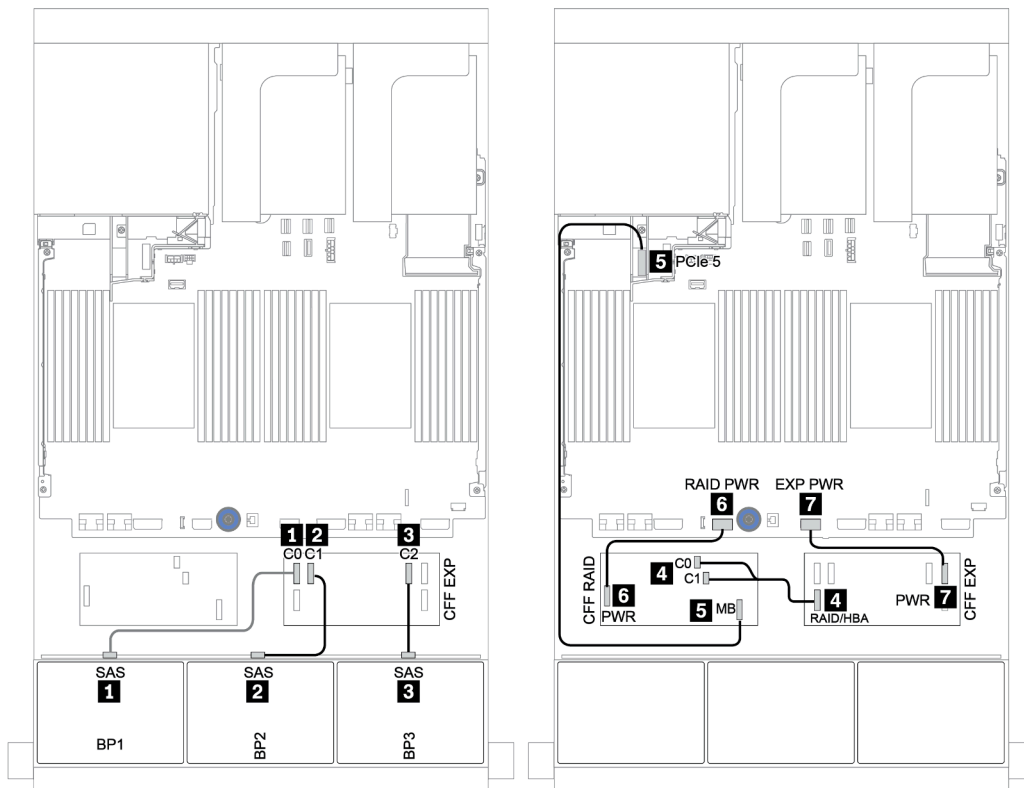 1 2 3
C0 C1 C2
CFF EXP
SAS SAS SAS
1 2 3
BP1 BP2 BP3
5 PCIe 5
RAID PWR EXP PWR
6 7
CFF RAID
C0
4 C1
6
PWR
5 MB
4
RAID/HBA
PWR 7
CFF EXP